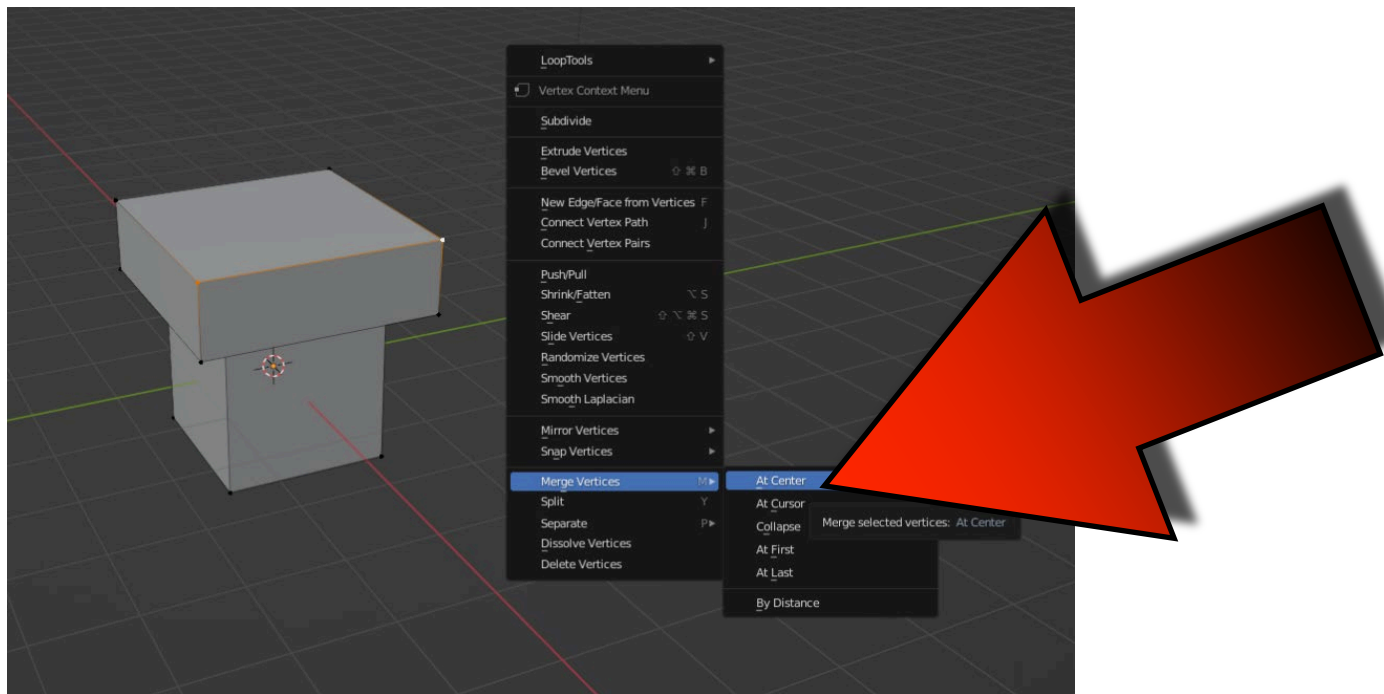 LoopTools
Vertex Context Menu
Subdivide
Extrude Vertices
Bevel Vertices ⇧ ⌘ B
New Edge/Face from Vertices F
Connect Vertex Path J
Connect Vertex Pairs
Push/Pull
Shrink/Fatten ⌥ S
Shear ⇧ ⌥ ⌘ S
Slide Vertices ⇧ V
Randomize Vertices
Smooth Vertices
Smooth Laplacian
Mirror Vertices
Snap Vertices
Merge Vertices M
Split Y
Separate P
Dissolve Vertices
Delete Vertices
At Center
At Cursor
Collapse
At First
At Last
By Distance
Merge selected vertices: At Center